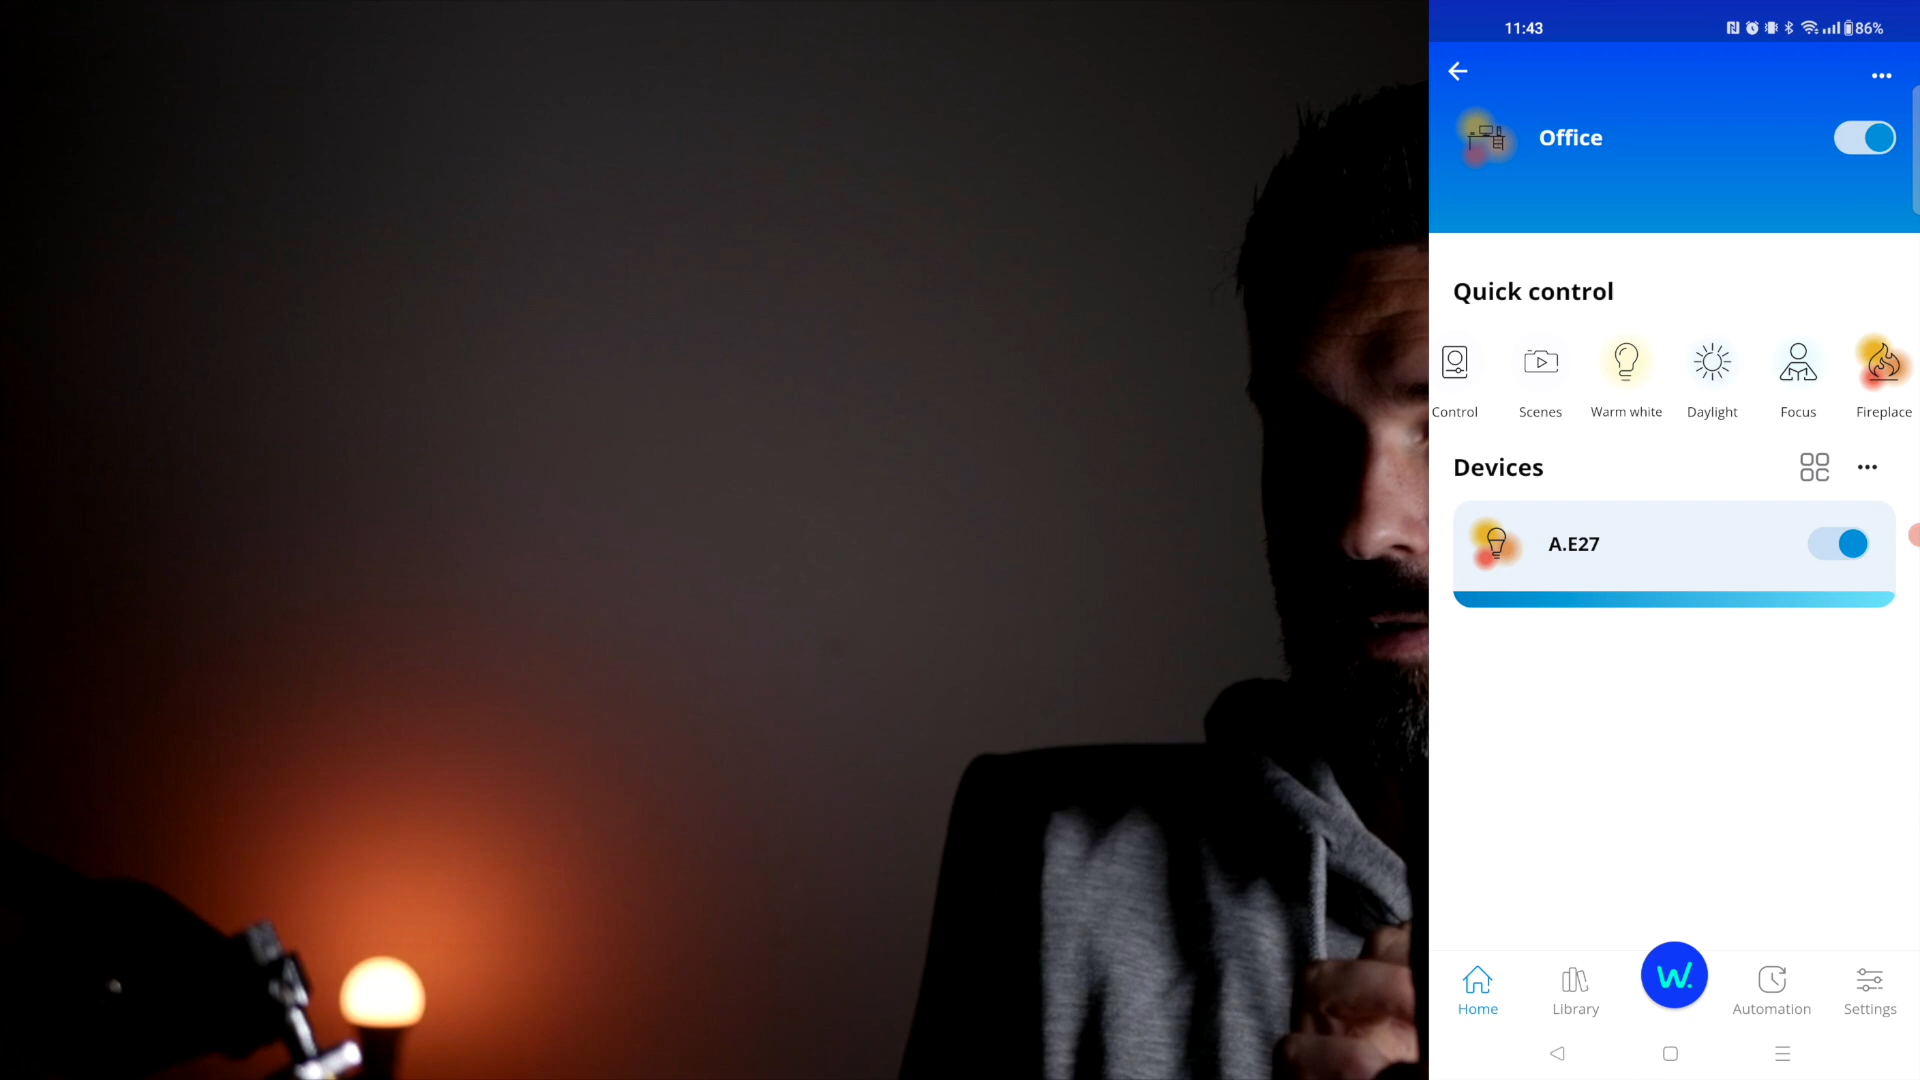 11:43
86%
Office
Quick control
Control
Scenes
Warm white
Daylight
Focus
Fireplace
Devices
A.E27
W.
Home
Library
Automation
Settings